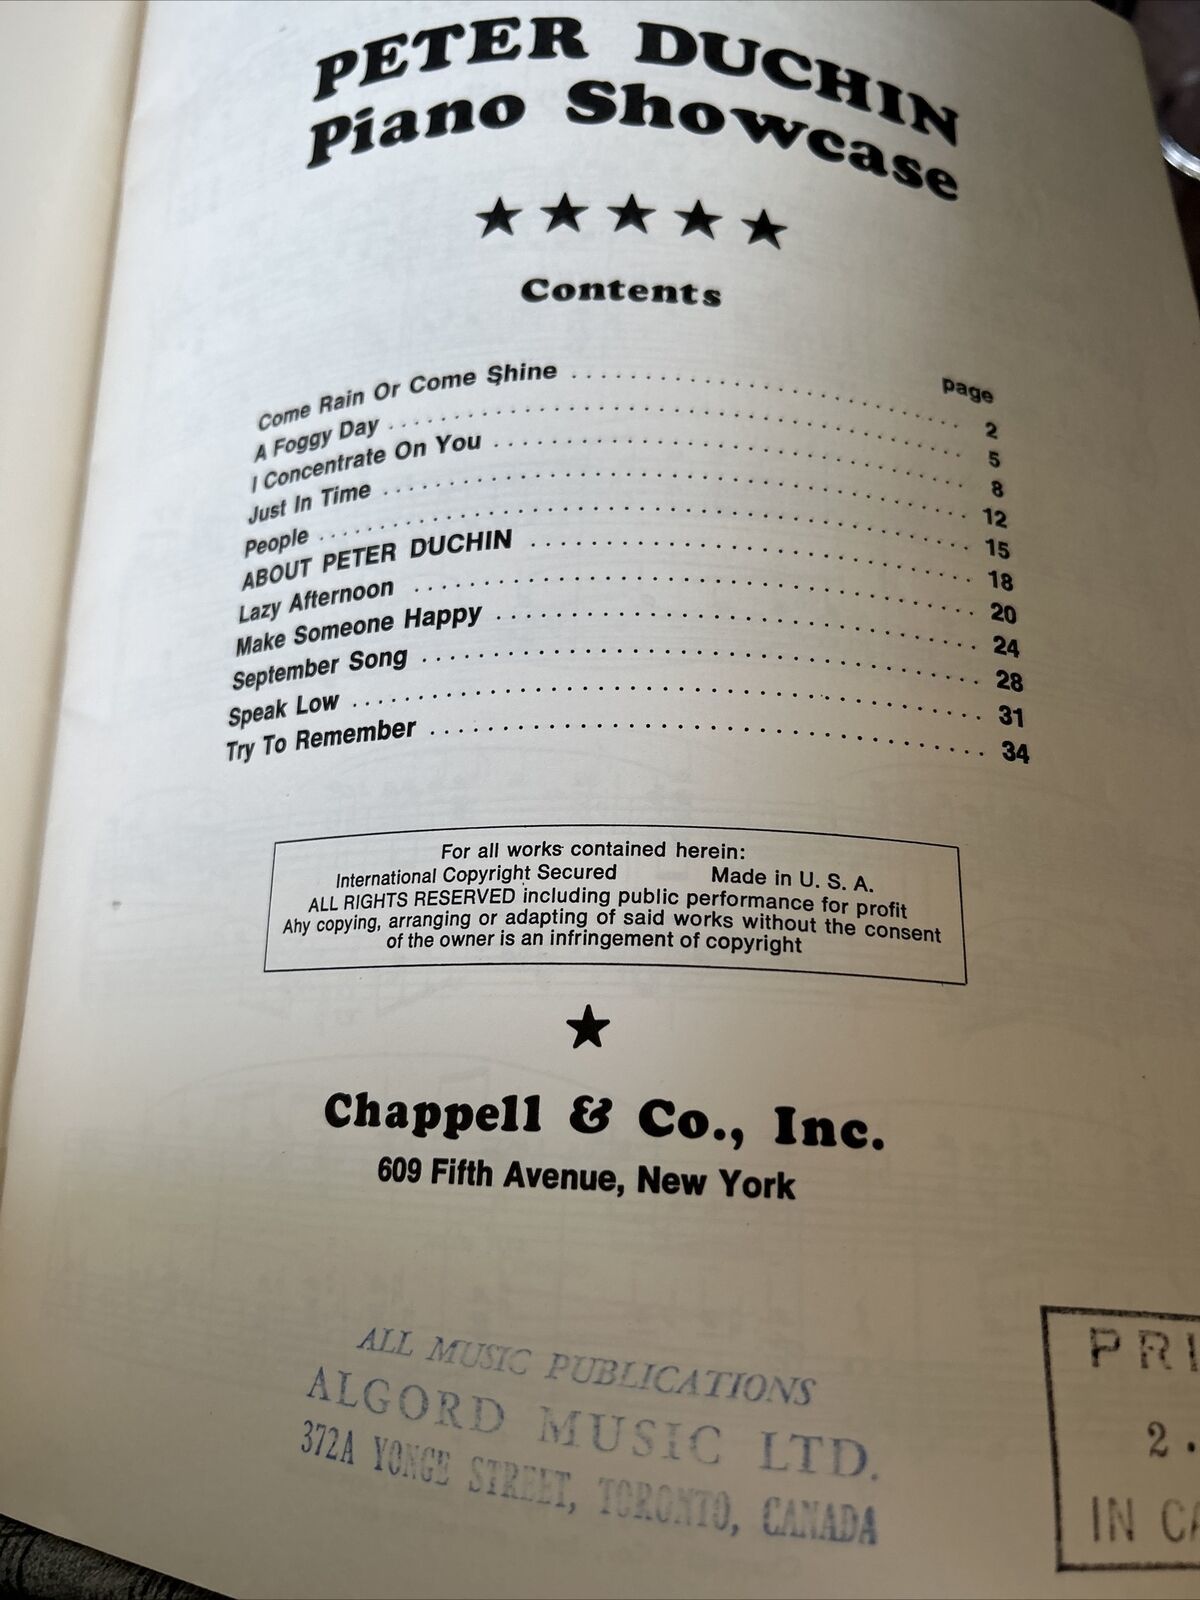 PETER DUCHIN
Piano Showcase
★ ★ ★ ★ ★
Contents
page
Come Rain Or Come Shine . . . . . . . . . . . . . . . . . . . . 2
A Foggy Day . . . . . . . . . . . . . . . . . . . . 5
I Concentrate On You . . . . . . . . . . . . . . . . . . . . 8
Just In Time . . . . . . . . . . . . . . . . . . . . 12
People . . . . . . . . . . . . . . . . . . . . 15
ABOUT PETER DUCHIN . . . . . . . . . . . . . . . . . . . . 18
Lazy Afternoon . . . . . . . . . . . . . . . . . . . . 20
Make Someone Happy . . . . . . . . . . . . . . . . . . . . 24
September Song . . . . . . . . . . . . . . . . . . . . 28
Speak Low . . . . . . . . . . . . . . . . . . . . 31
Try To Remember . . . . . . . . . . . . . . . . . . . . 34
For all works contained herein:
International Copyright Secured Made in U. S. A.
ALL RIGHTS RESERVED including public performance for profit
Ahy copying, arranging or adapting of said works without the consent
of the owner is an infringement of copyright
★
Chappell & Co., Inc.
609 Fifth Avenue, New York
ALL MUSIC PUBLICATIONS
ALGORD MUSIC LTD.
372A YONGE STREET, TORONTO, CANADA
PRI
2 .
IN CA